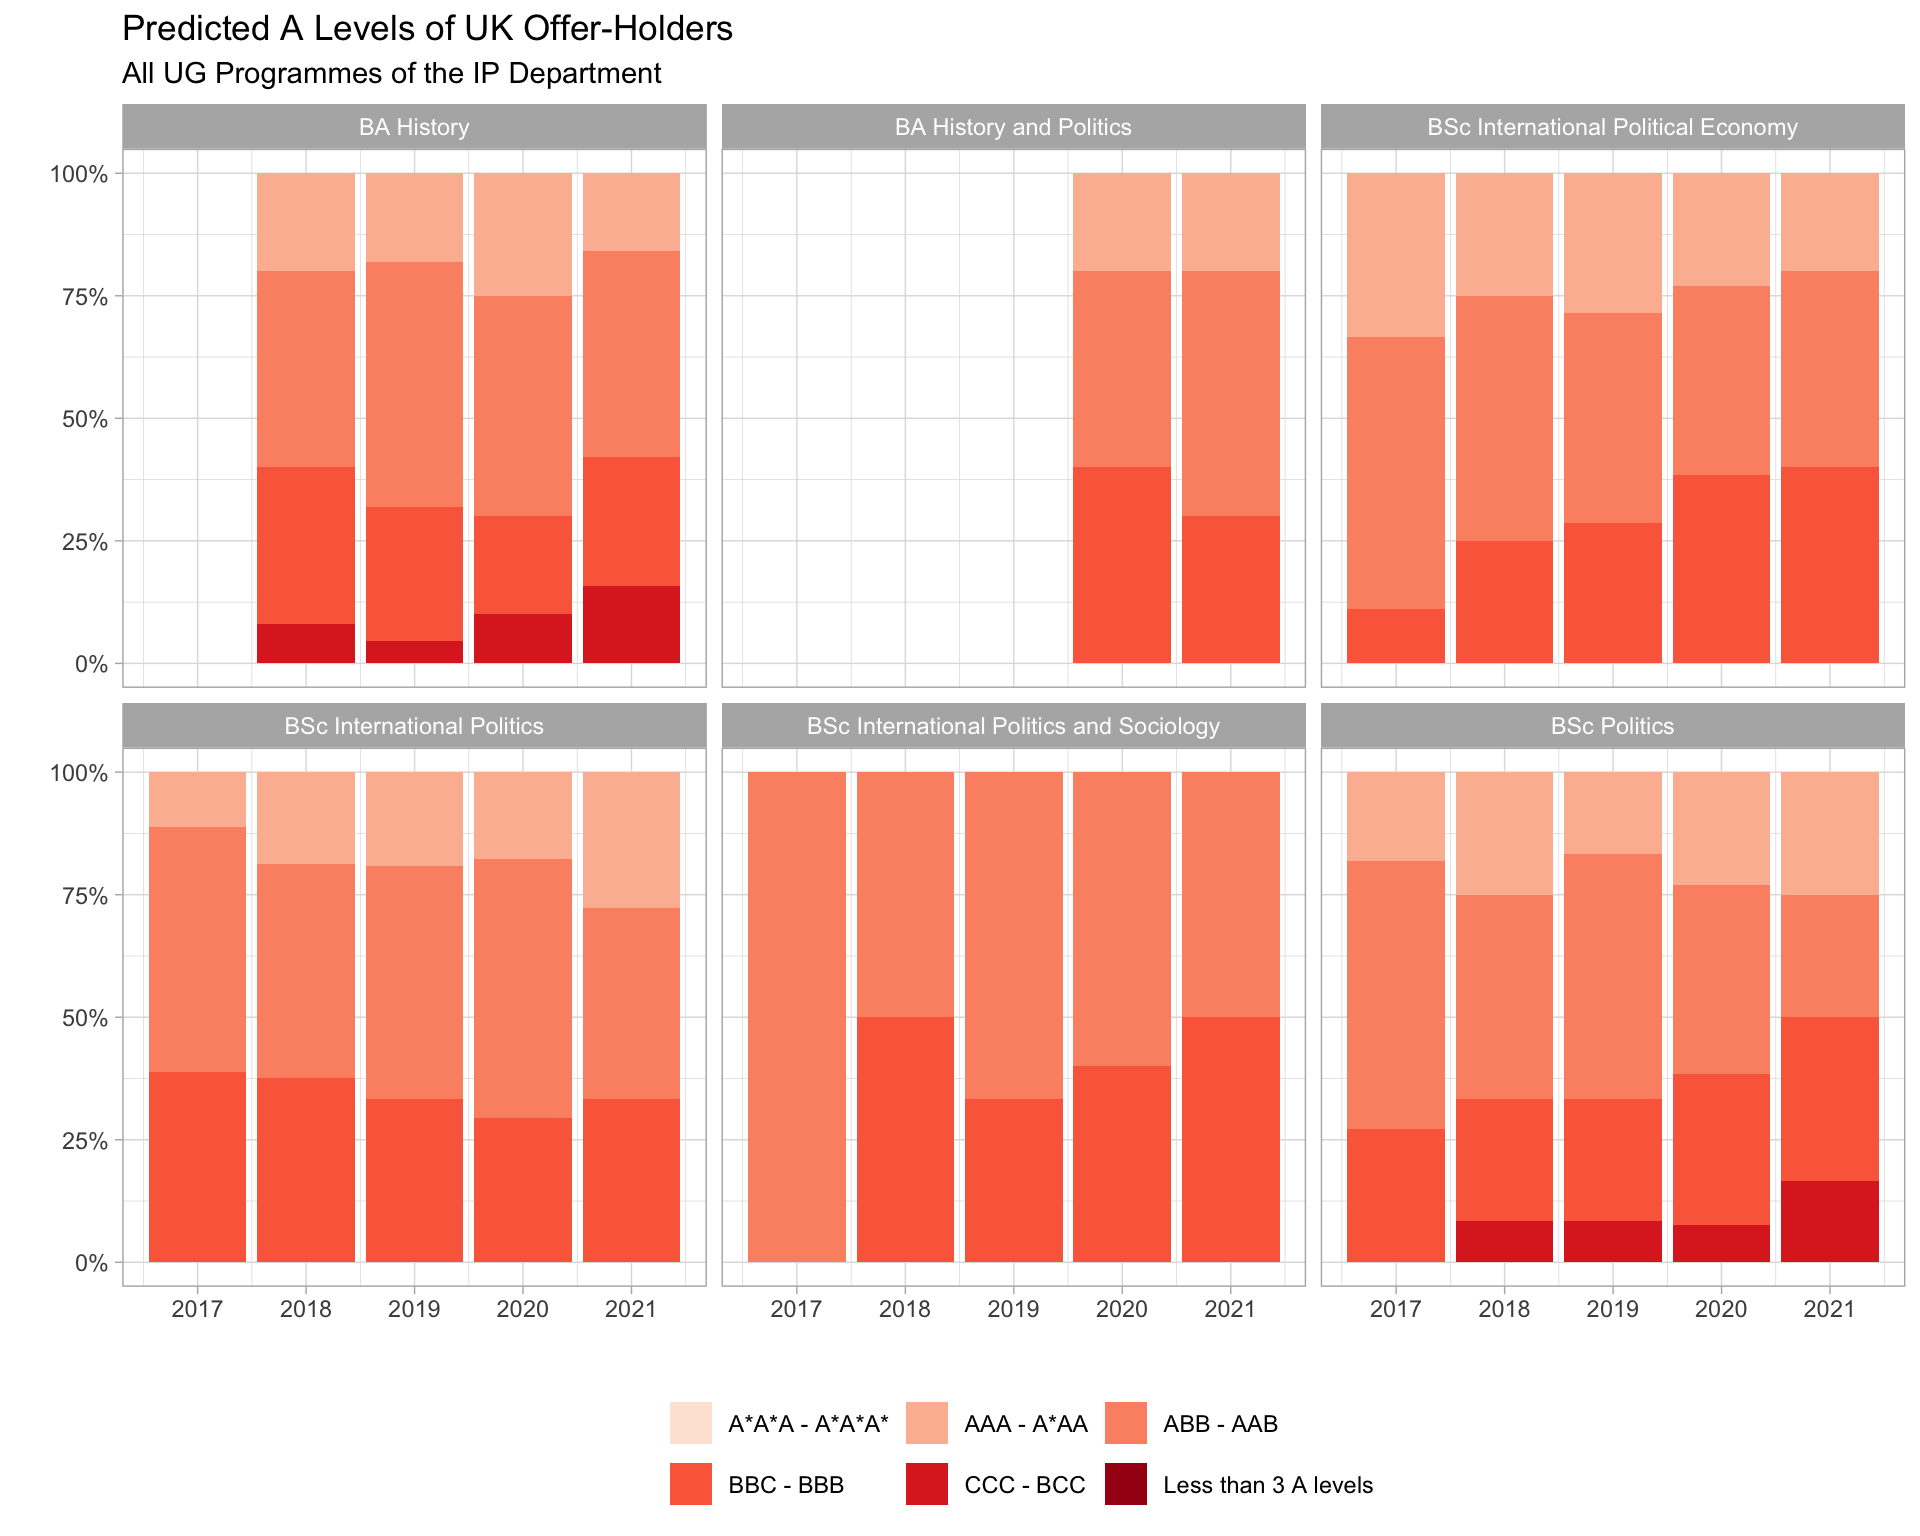 Predicted A Levels of UK Offer-Holders
All UG Programmes of the IP Department
BA History
BA History and Politics
BSc International Political Economy
100%
75%
50%
25%
0%
BSc International Politics
BSc International Politics and Sociology
BSc Politics
100%
75%
50%
25%
0%
2017 2018 2019 2020 2021
2017 2018 2019 2020 2021
2017 2018 2019 2020 2021
A*A*A - A*A*A* AAA - A*AA ABB - AAB
BBC - BBB CCC - BCC Less than 3 A levels